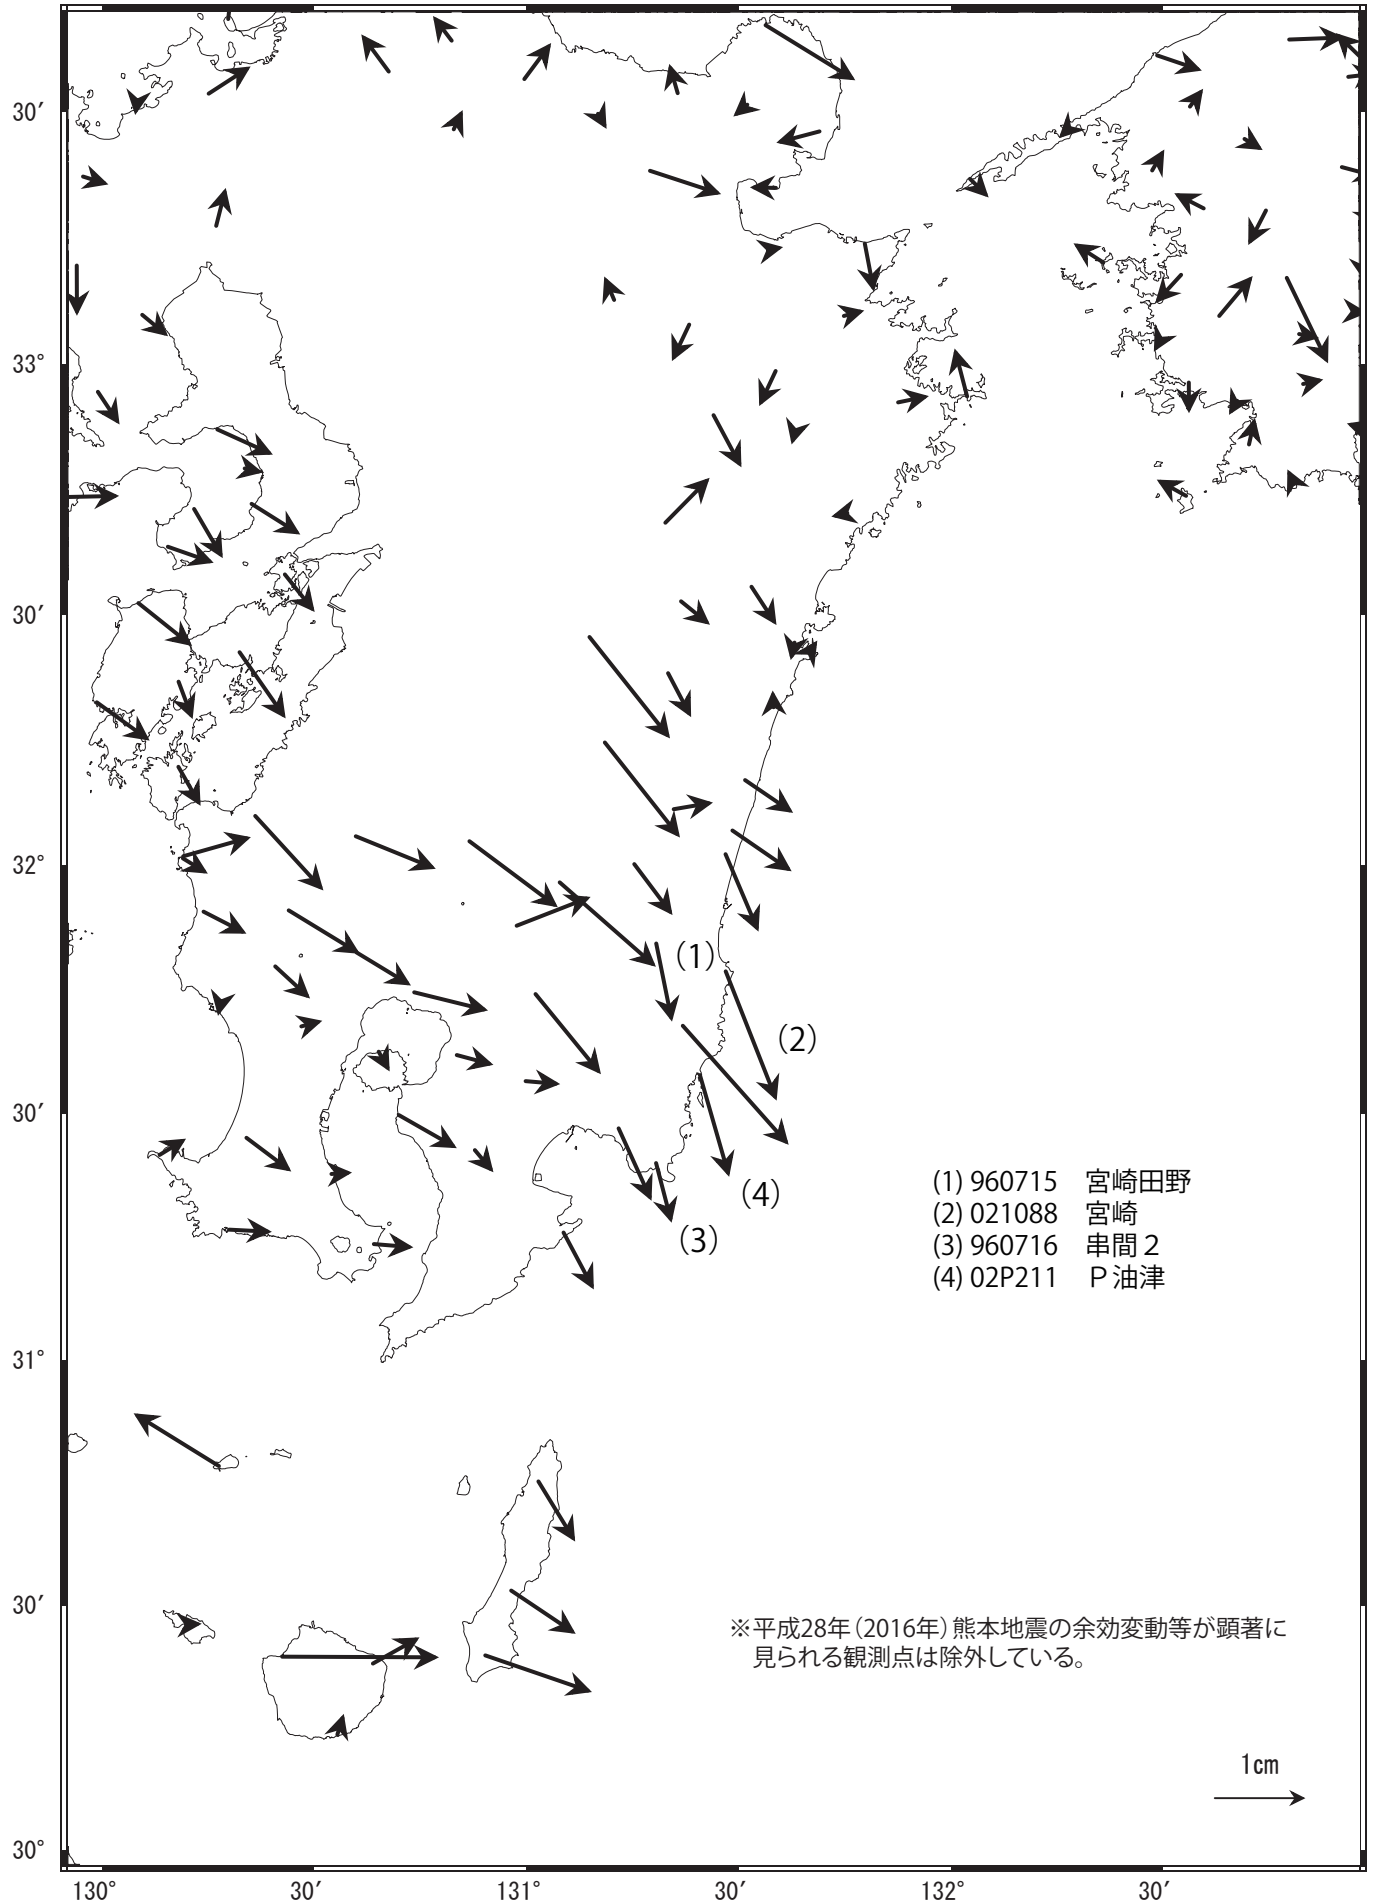 30′
33°
30′
32°
30′
31°
30′
30°
130°
30′
131°
30′
132°
30′
(1)
(2)
(4)
(3)
(1) 960715　宮崎田野
(2) 021088　宮崎
(3) 960716　串間２
(4) 02P211　Ｐ油津
※平成28年（2016年）熊本地震の余効変動等が顕著に
見られる観測点は除外している。
1cm